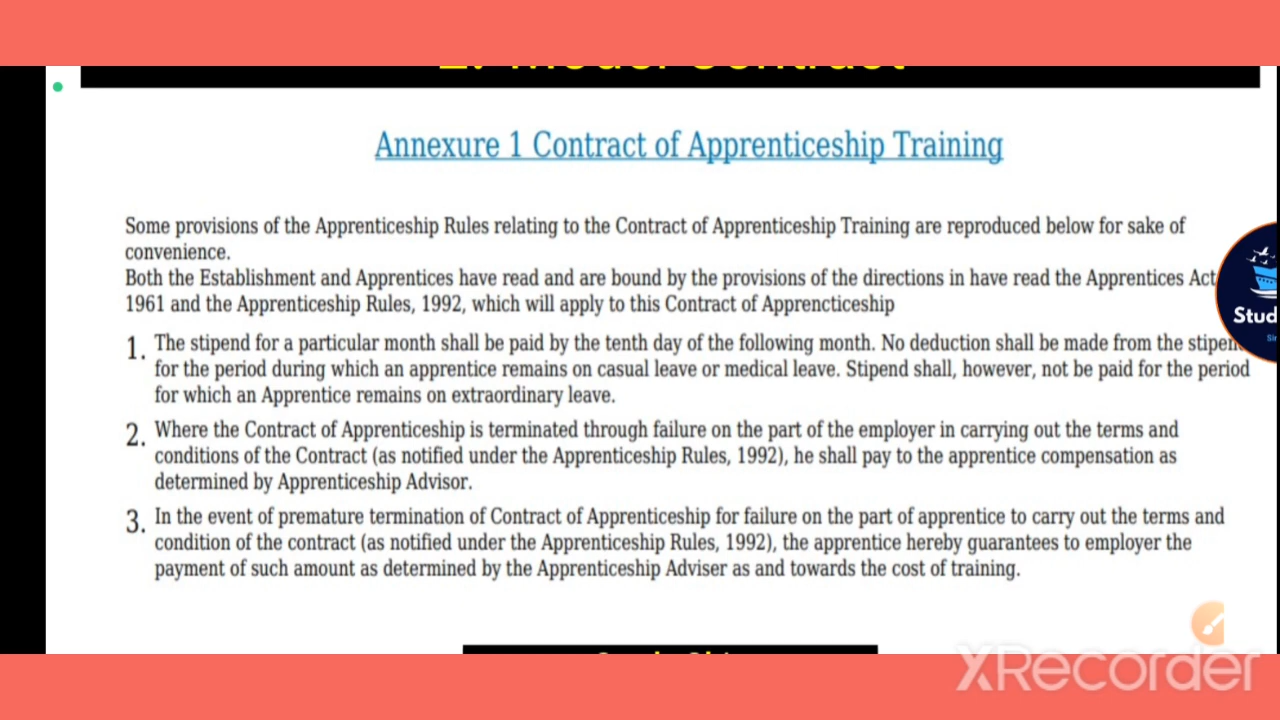 2. Model Contract
Annexure 1 Contract of Apprenticeship Training
Some provisions of the Apprenticeship Rules relating to the Contract of Apprenticeship Training are reproduced below for sake of
convenience.
Both the Establishment and Apprentices have read and are bound by the provisions of the directions in have read the Apprentices Act
1961 and the Apprenticeship Rules, 1992, which will apply to this Contract of Apprencticeship
1. The stipend for a particular month shall be paid by the tenth day of the following month. No deduction shall be made from the stipen
for the period during which an apprentice remains on casual leave or medical leave. Stipend shall, however, not be paid for the period
for which an Apprentice remains on extraordinary leave.
2. Where the Contract of Apprenticeship is terminated through failure on the part of the employer in carrying out the terms and
conditions of the Contract (as notified under the Apprenticeship Rules, 1992), he shall pay to the apprentice compensation as
determined by Apprenticeship Advisor.
3. In the event of premature termination of Contract of Apprenticeship for failure on the part of apprentice to carry out the terms and
condition of the contract (as notified under the Apprenticeship Rules, 1992), the apprentice hereby guarantees to employer the
payment of such amount as determined by the Apprenticeship Adviser as and towards the cost of training.
Stud
Si
XRecorder